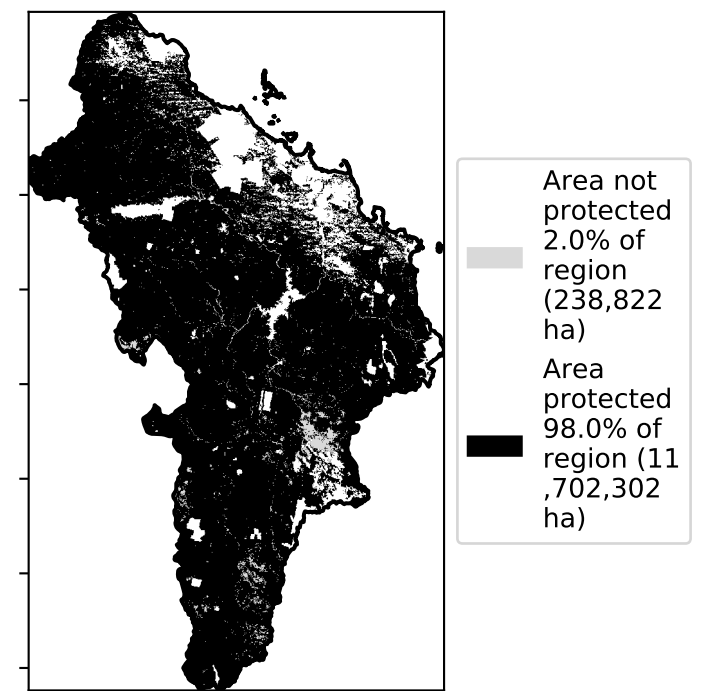 Area not
protected
2.0% of
region
(238,822
ha)
Area
protected
98.0% of
region (11
,702,302
ha)